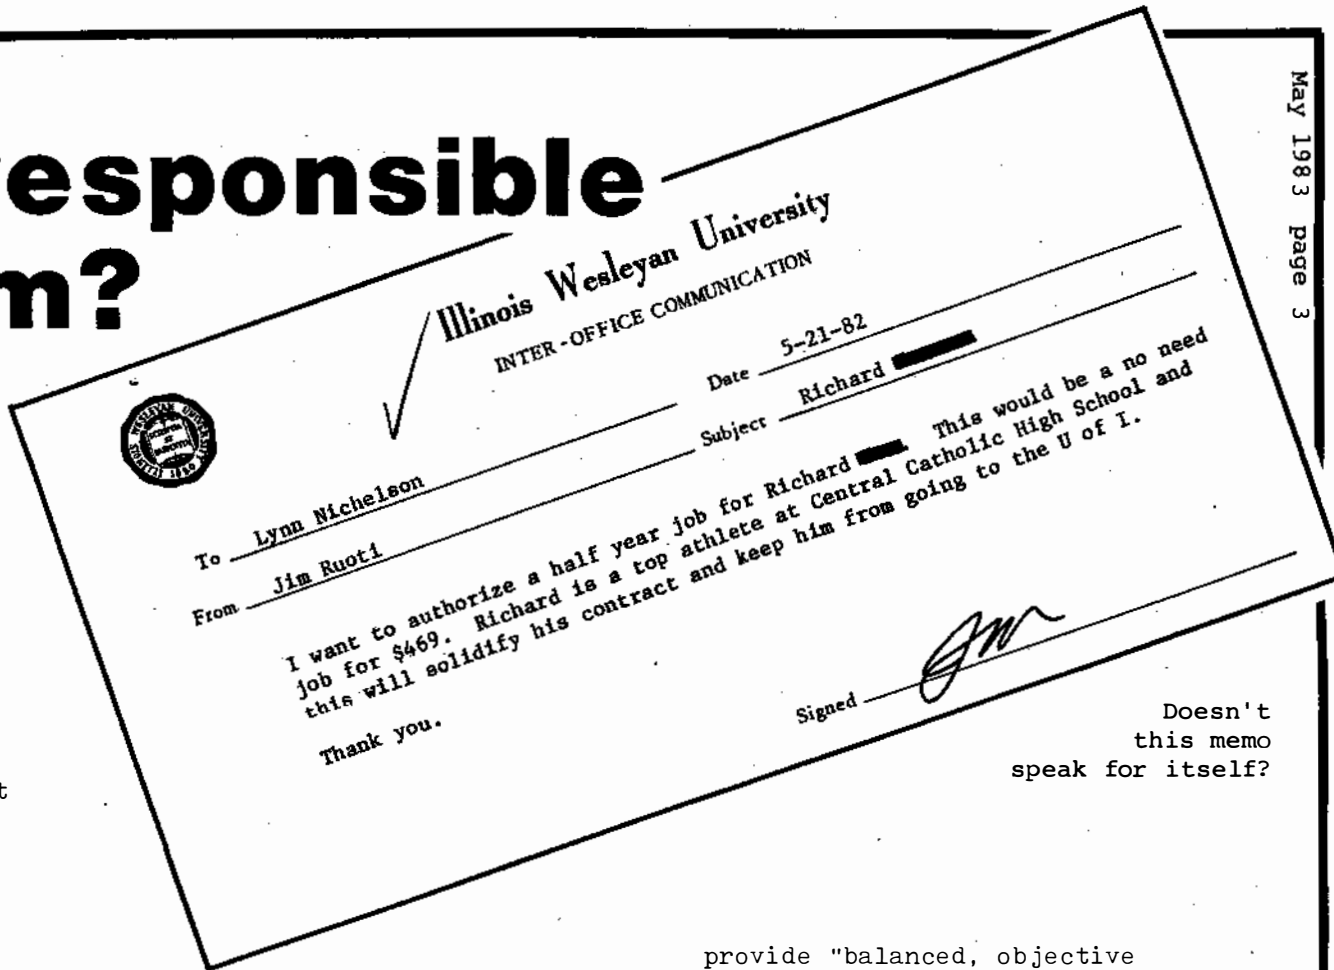 May 1983 page 3
esponsible
m?
Illinois Wesleyan University
INTER-OFFICE COMMUNICATION
To Lynn Nichelson
Date 5-21-82
From Jim Ruoti
Subject Richard
I want to authorize a half year job for Richard . This would be a no need
job for $469. Richard is a top athlete at Central Catholic High School and
this will solidify his contract and keep him from going to the U of I.
Thank you.
Signed
Doesn't
this memo
speak for itself?
t
provide "balanced, objective